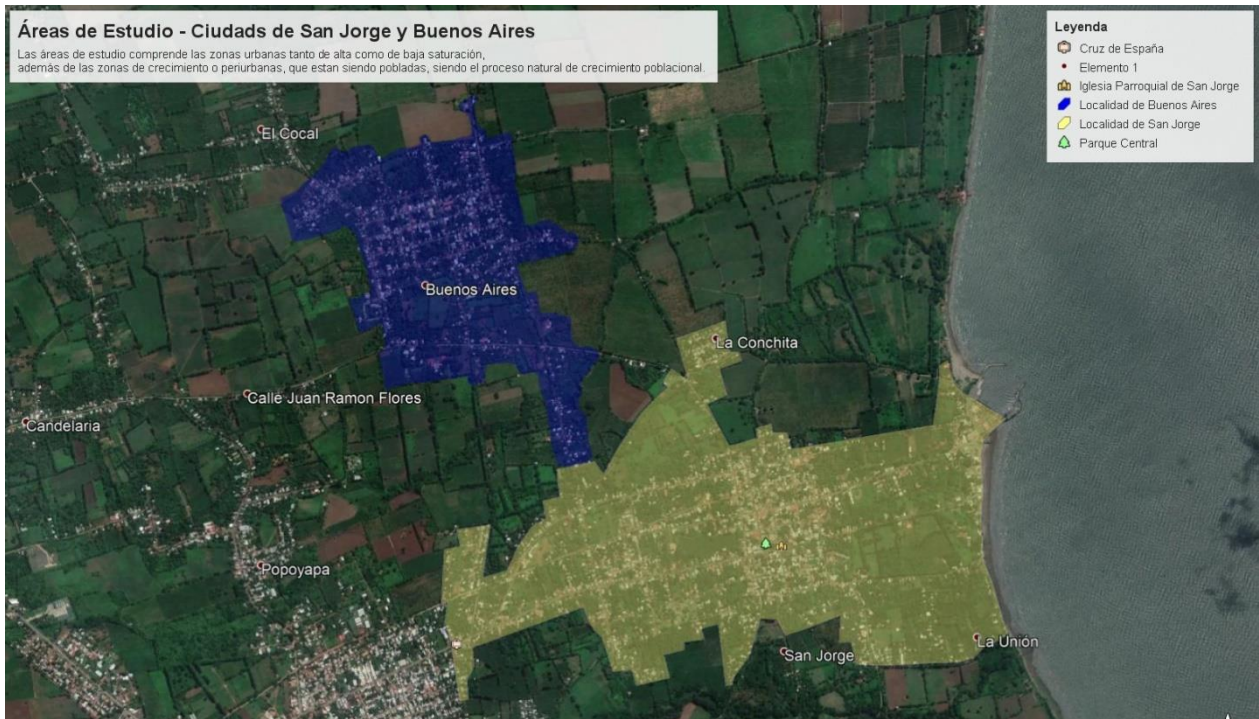 Áreas de Estudio - Ciudads de San Jorge y Buenos Aires
Las áreas de estudio comprende las zonas urbanas tanto de alta como de baja saturación,
además de las zonas de crecimiento o periurbanas, que estan siendo pobladas, siendo el proceso natural de crecimiento poblacional.
Leyenda
Cruz de España
Elemento 1
Iglesia Parroquial de San Jorge
Localidad de Buenos Aires
Localidad de San Jorge
Parque Central
El Cocal
Buenos Aires
La Conchita
Calle Juan Ramon Flores
Candelaria
Popoyapa
San Jorge
La Unión